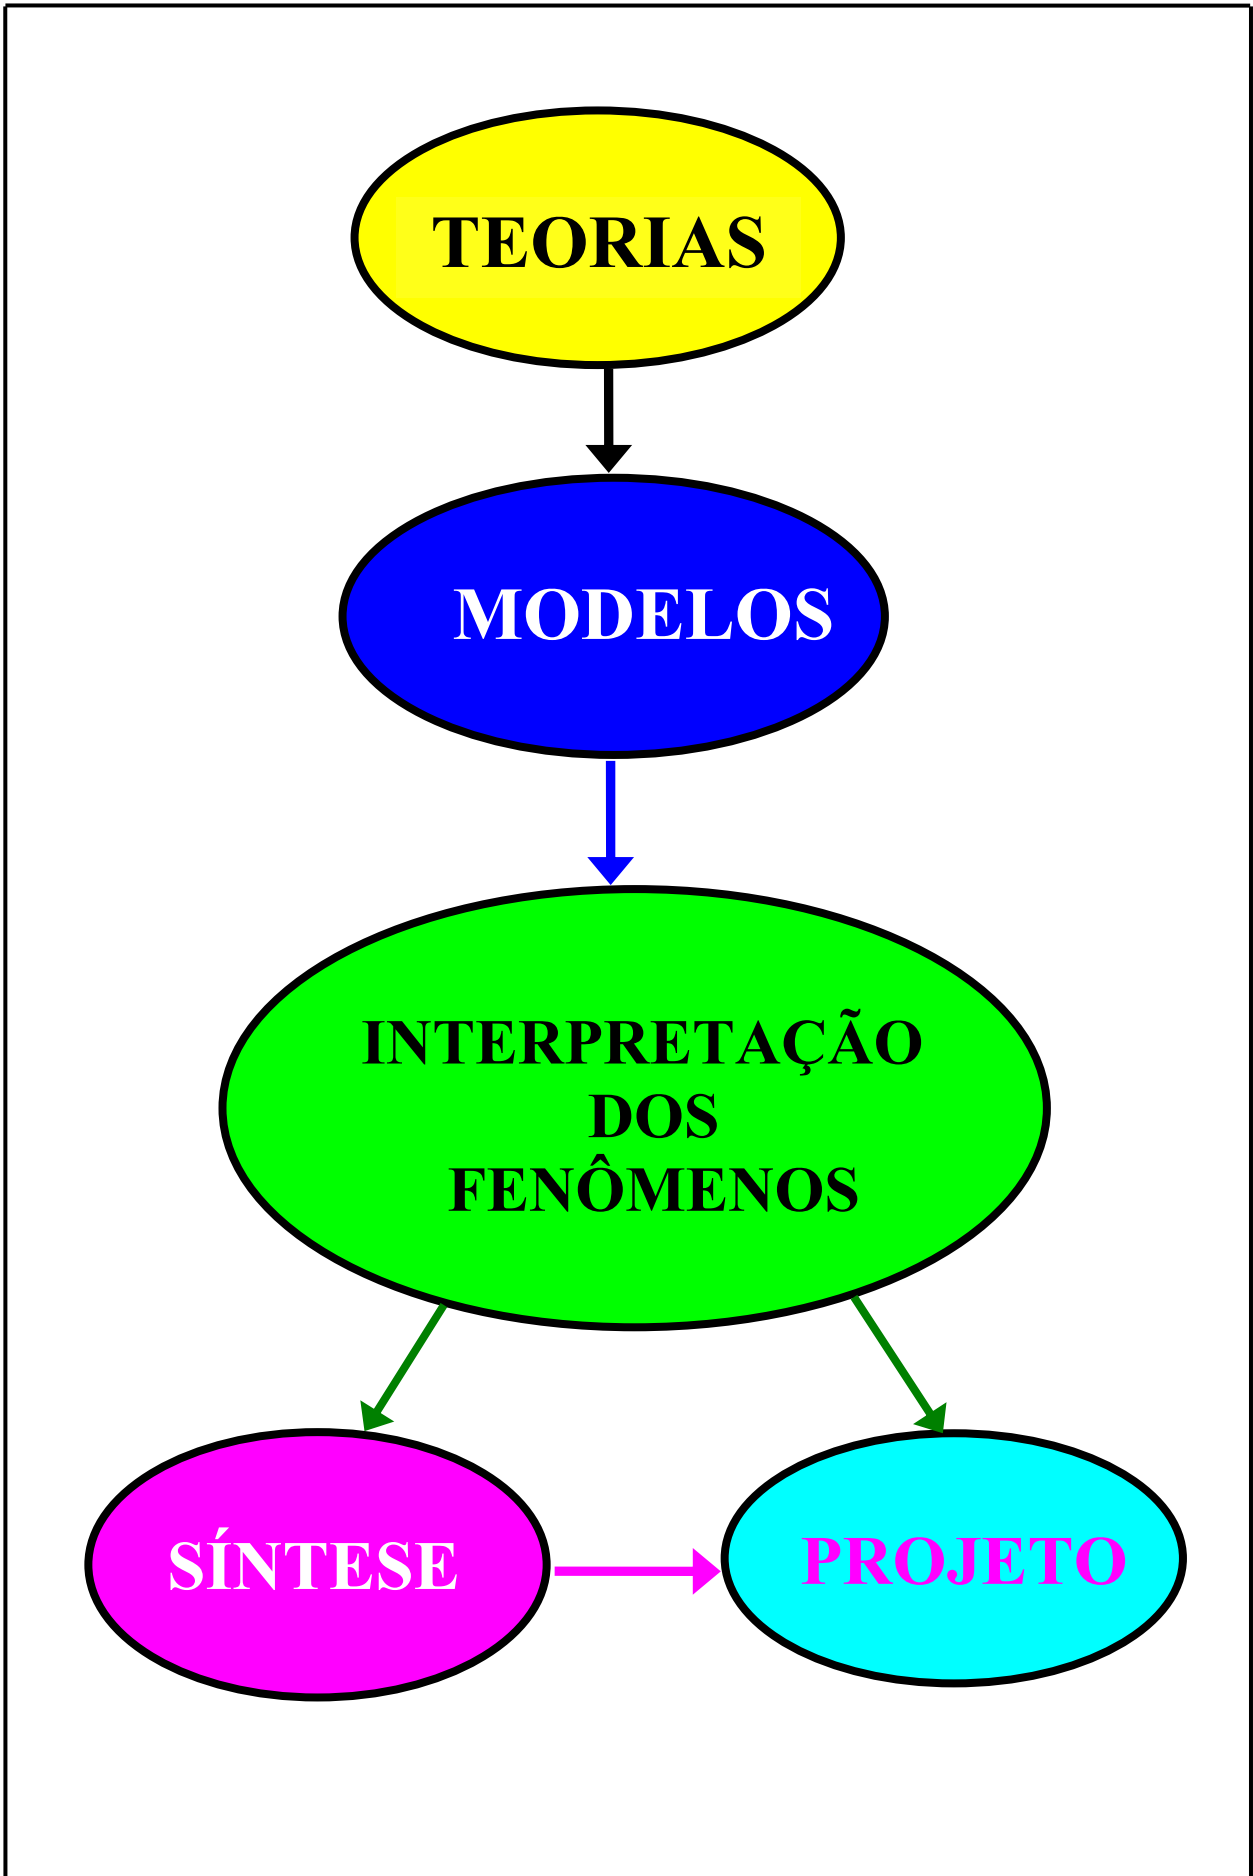 TEORIAS
MODELOS
INTERPRETAÇÃO
DOS
FENÔMENOS
SÍNTESE
PROJETO